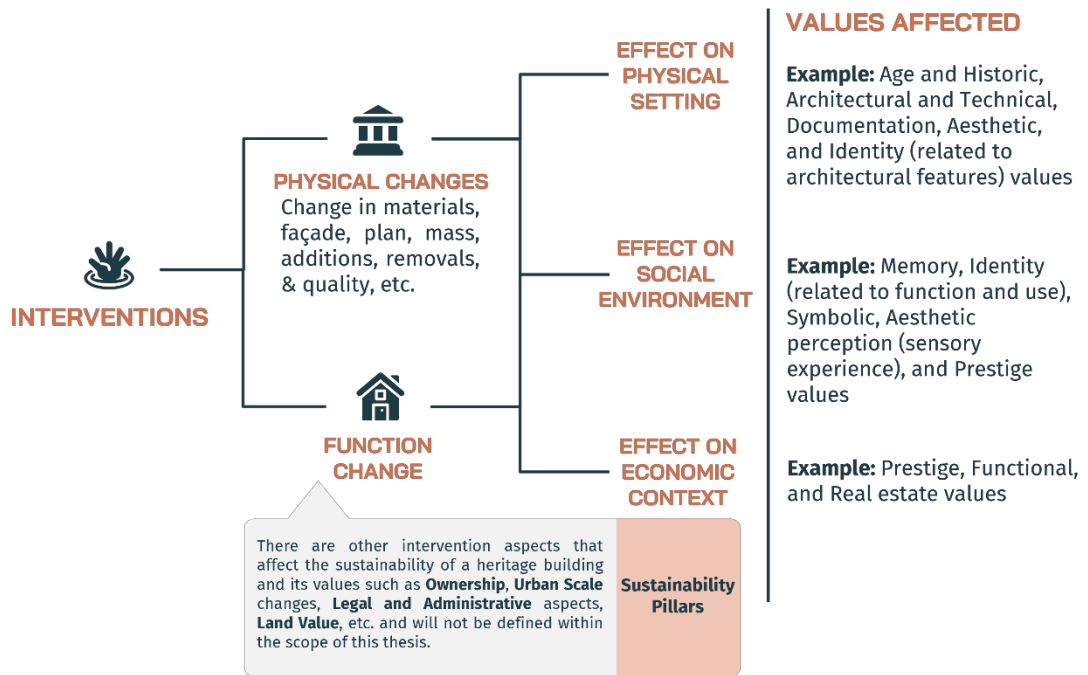 INTERVENTIONS
PHYSICAL CHANGES
Change in materials,
façade, plan, mass,
additions, removals,
& quality, etc.
FUNCTION
CHANGE
There are other intervention aspects that
affect the sustainability of a heritage building
and its values such as Ownership, Urban Scale
changes, Legal and Administrative aspects,
Land Value, etc. and will not be defined within
the scope of this thesis.
EFFECT ON
PHYSICAL
SETTING
EFFECT ON
SOCIAL
ENVIRONMENT
EFFECT ON
ECONOMIC
CONTEXT
Sustainability
Pillars
VALUES AFFECTED
Example: Age and Historic,
Architectural and Technical,
Documentation, Aesthetic,
and Identity (related to
architectural features) values
Example: Memory, Identity
(related to function and use),
Symbolic, Aesthetic
perception (sensory
experience), and Prestige
values
Example: Prestige, Functional,
and Real estate values